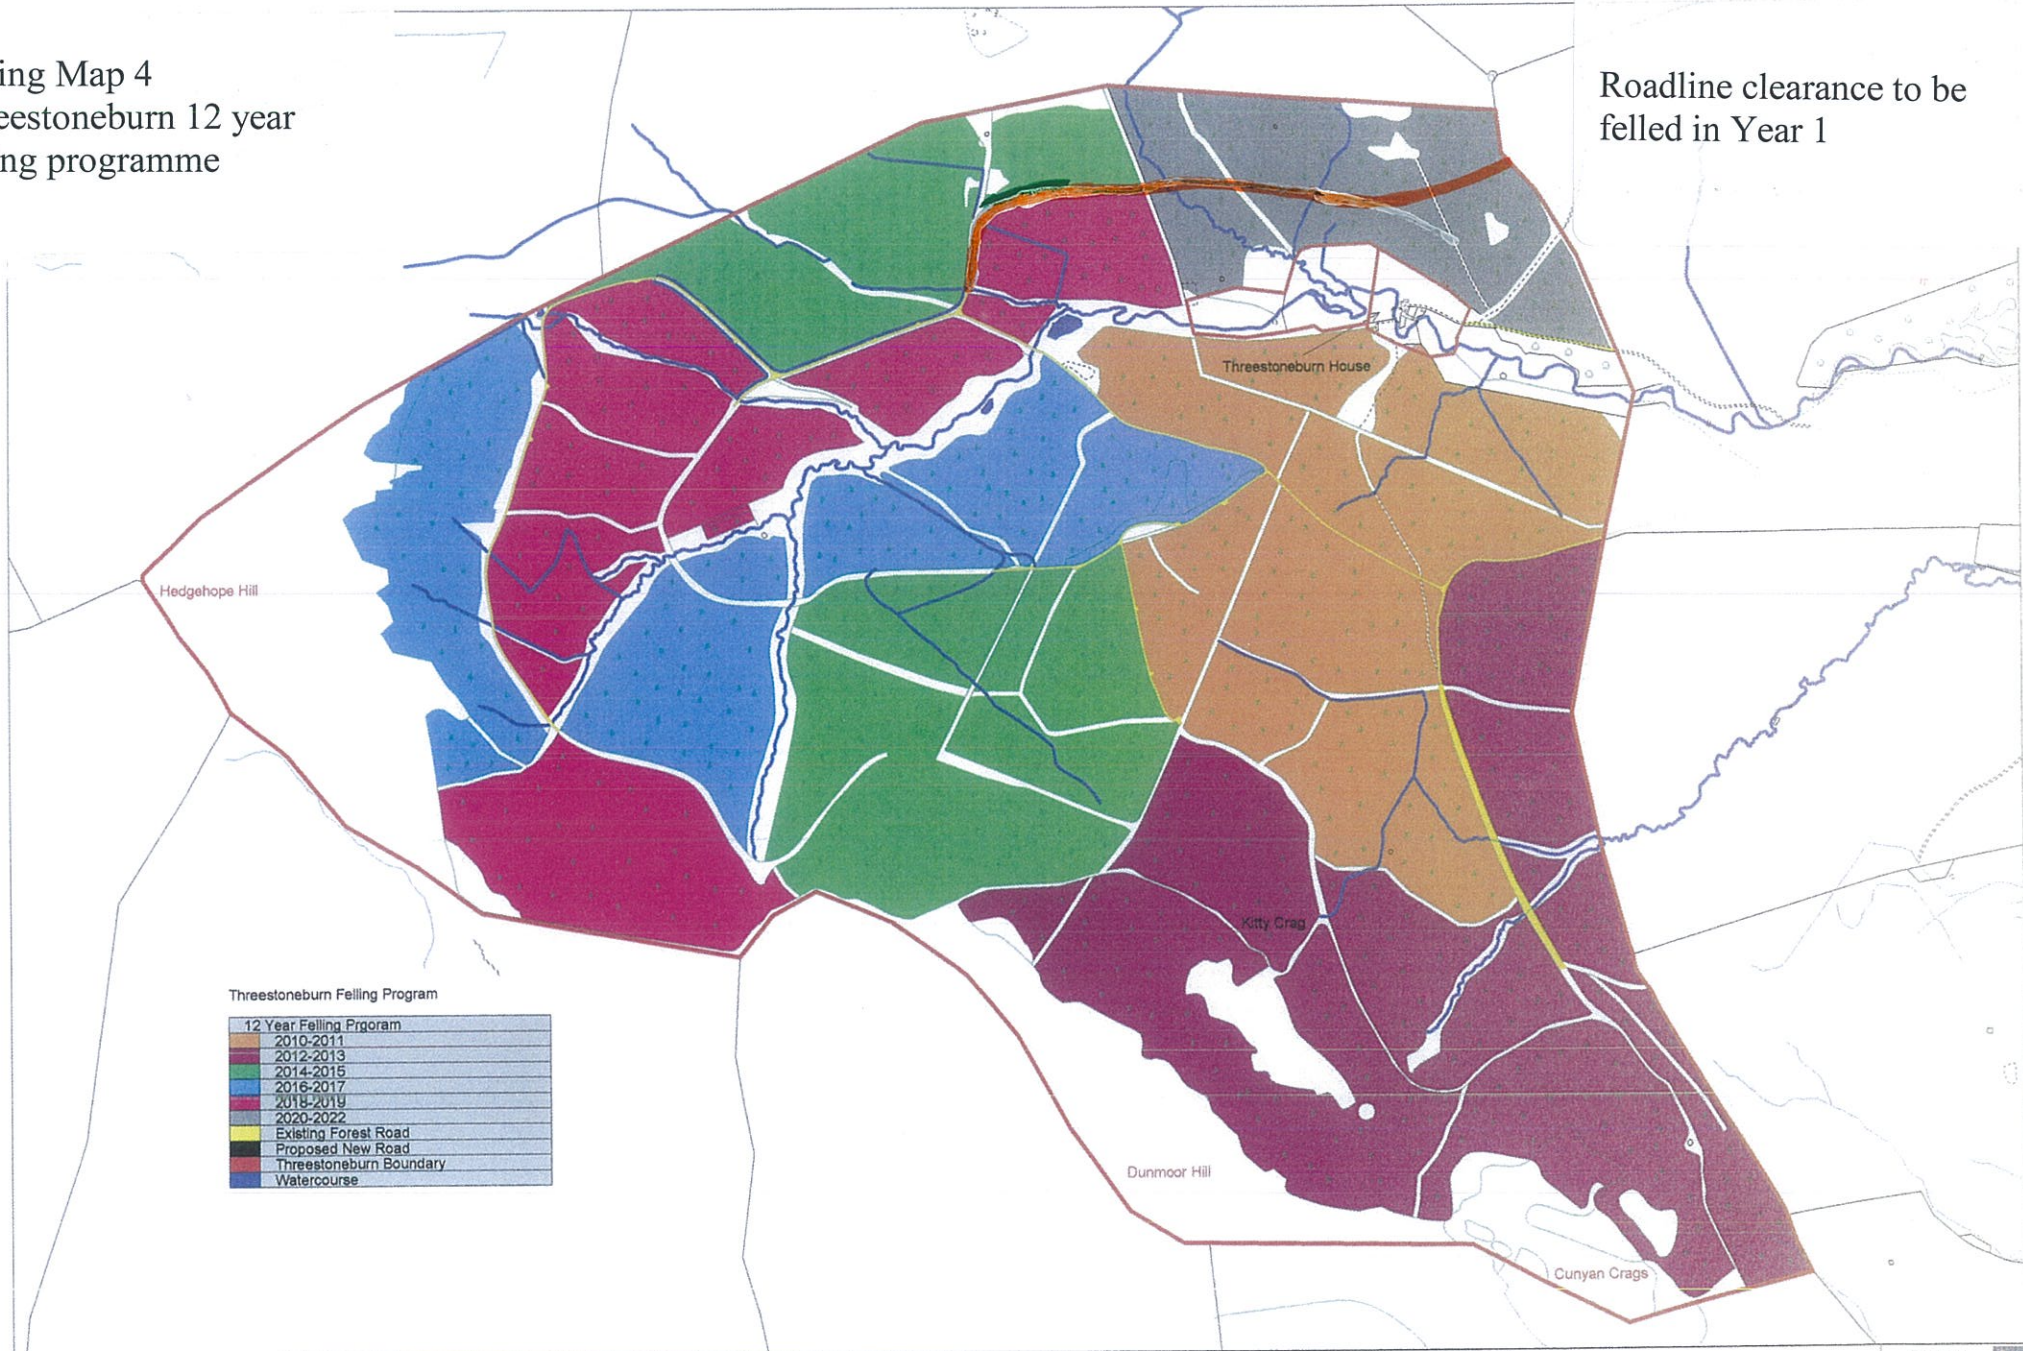 ing Map 4
eestoneburn 12 year
ng programme
Roadline clearance to be
felled in Year 1
Threestoneburn House
Hedgehope Hill
Kitty Crag
Threestoneburn Felling Program
12 Year Felling Prgoram
2010-2011
2012-2013
2014-2015
2016-2017
2018-2019
2020-2022
Existing Forest Road
Proposed New Road
Threestoneburn Boundary
Watercourse
Dunmoor Hill
Cunyan Crags